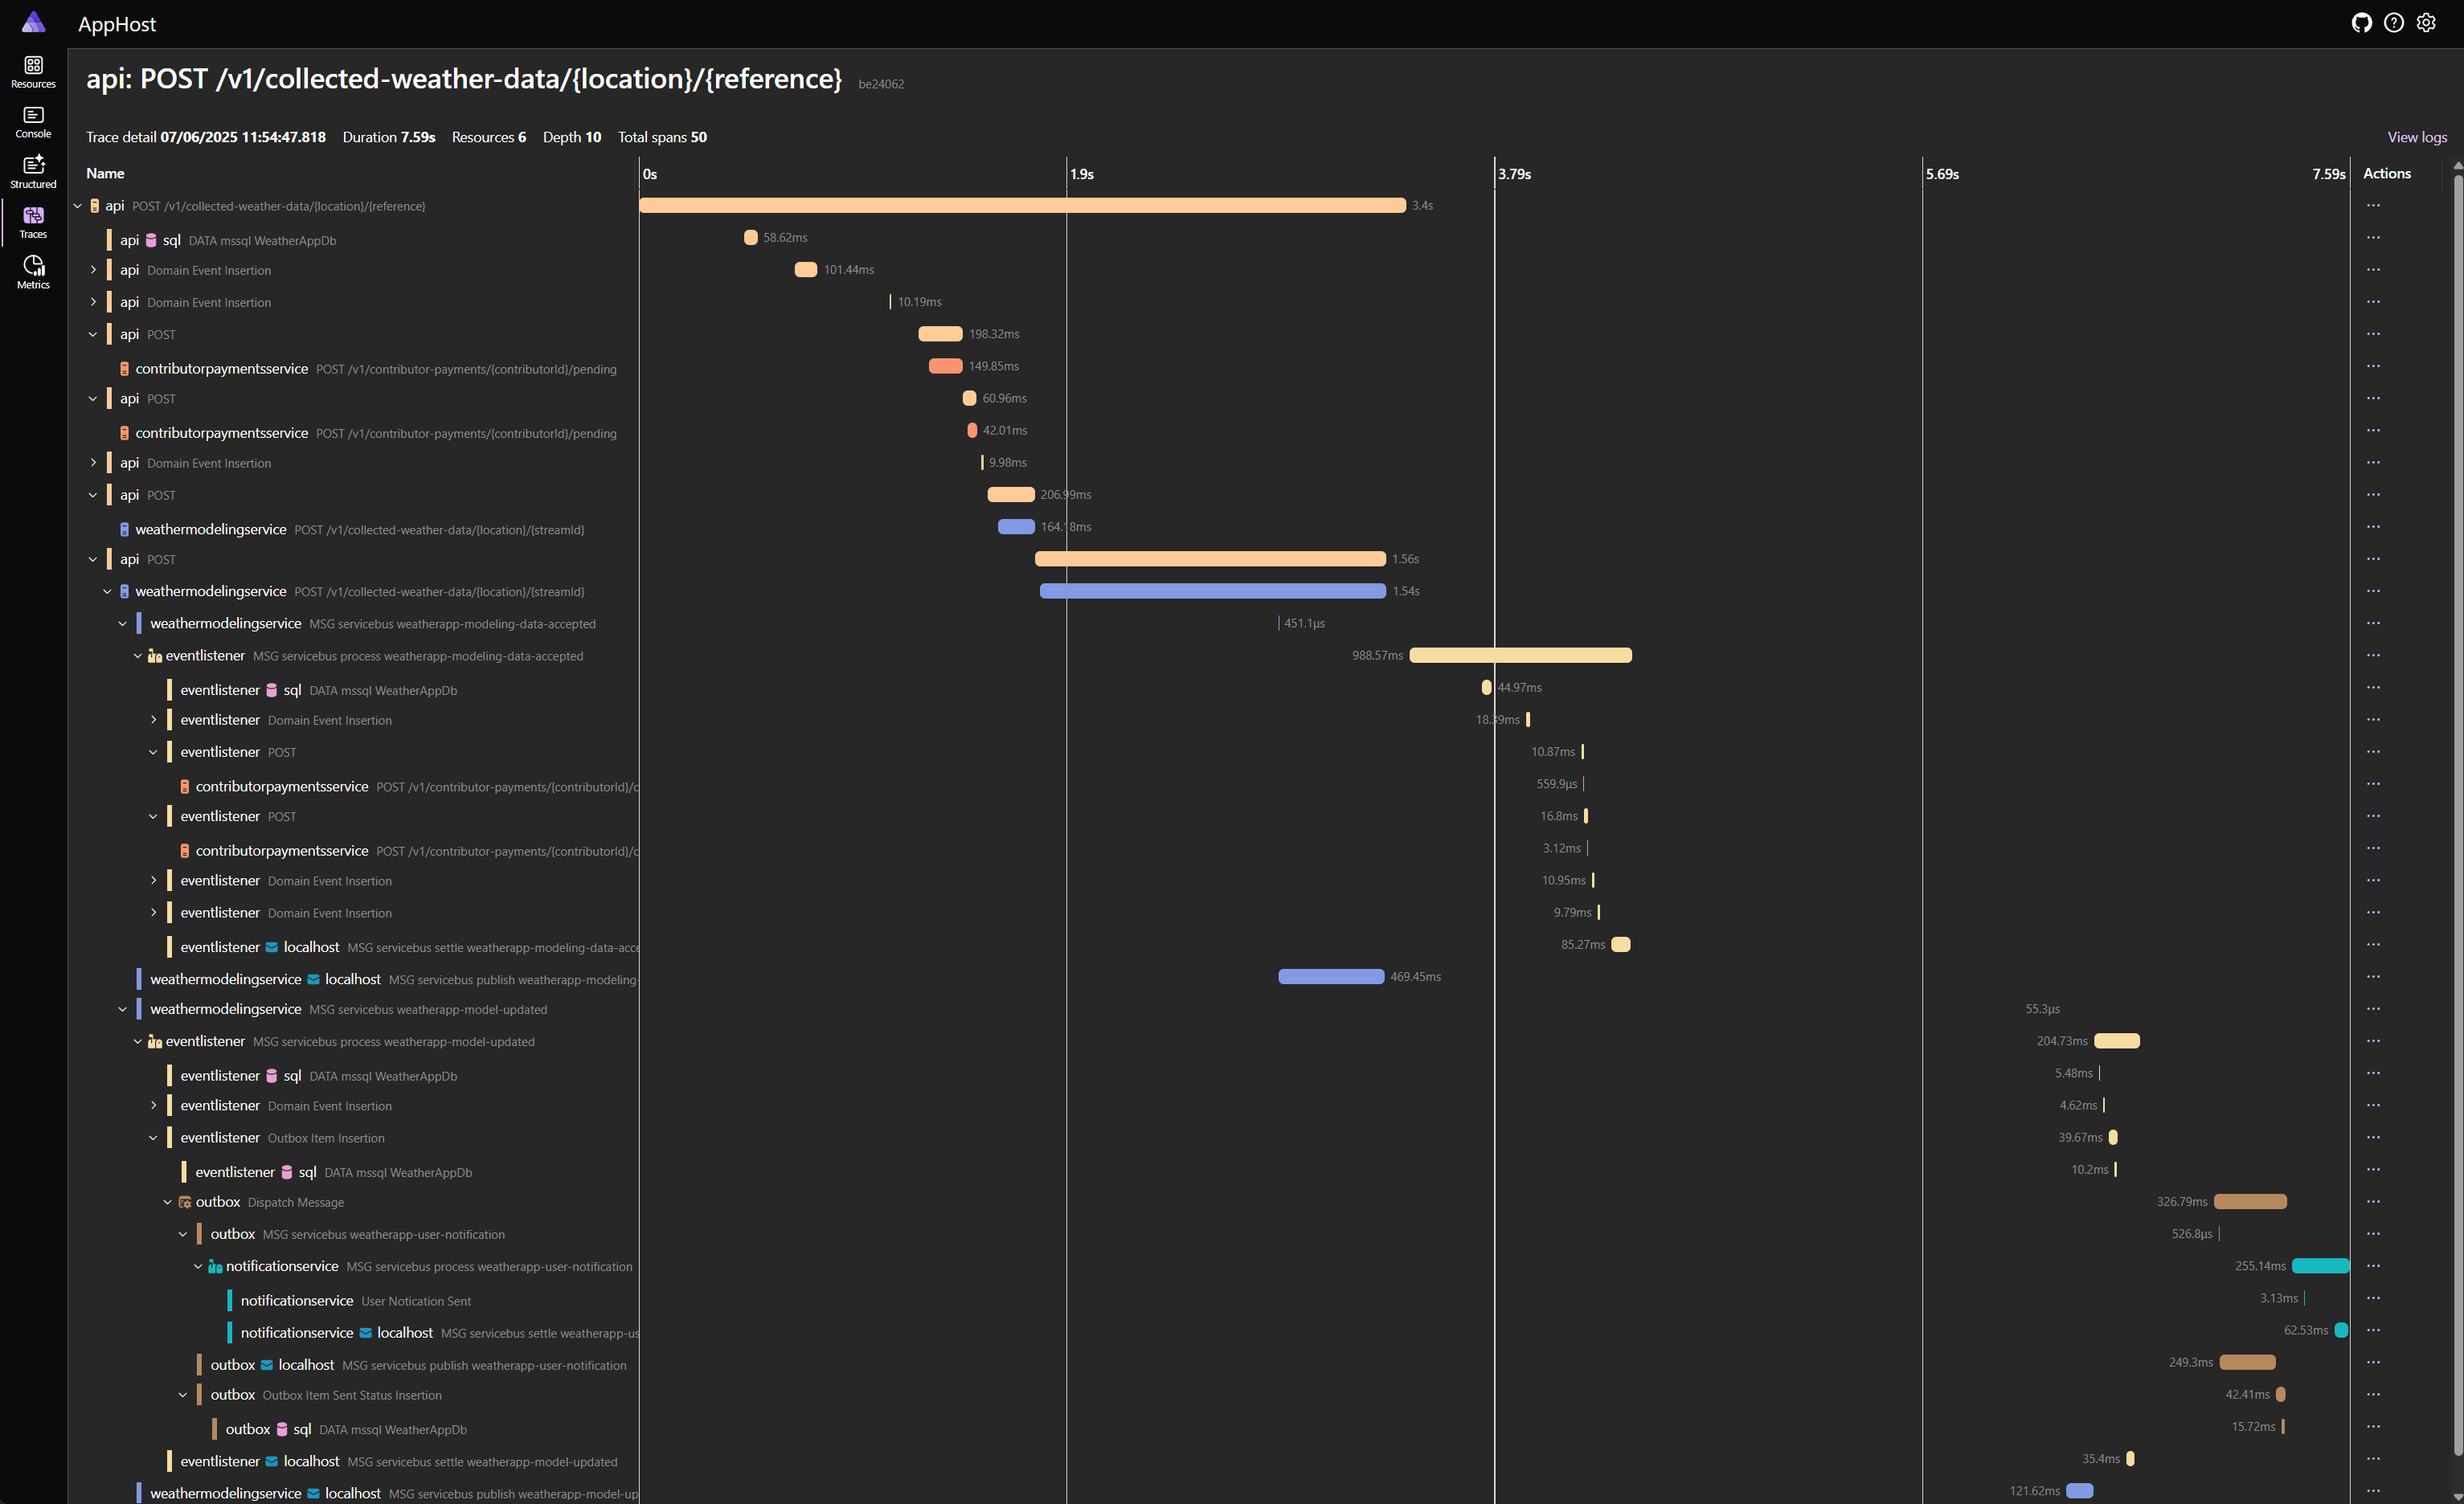 AppHost
Resources
Console
Structured
Traces
Metrics
api: POST /v1/collected-weather-data/{location}/{reference} be24062
Trace detail 07/06/2025 11:54:47.818 Duration 7.59s Resources 6 Depth 10 Total spans 50 View logs
Name 0s 1.9s 3.79s 5.69s 7.59s Actions
api POST /v1/collected-weather-data/{location}/{reference} 3.4s
api sql DATA mssql WeatherAppDb 58.62ms
api Domain Event Insertion 101.44ms
api Domain Event Insertion 10.19ms
api POST 198.32ms
contributorpaymentsservice POST /v1/contributor-payments/{contributorId}/pending 149.85ms
api POST 60.96ms
contributorpaymentsservice POST /v1/contributor-payments/{contributorId}/pending 42.01ms
api Domain Event Insertion 9.98ms
api POST 206.99ms
weathermodelingservice POST /v1/collected-weather-data/{location}/{streamId} 164.18ms
api POST 1.56s
weathermodelingservice POST /v1/collected-weather-data/{location}/{streamId} 1.54s
weathermodelingservice MSG servicebus weatherapp-modeling-data-accepted 451.1µs
eventlistener MSG servicebus process weatherapp-modeling-data-accepted 988.57ms
eventlistener sql DATA mssql WeatherAppDb 44.97ms
eventlistener Domain Event Insertion 18.39ms
eventlistener POST 10.87ms
contributorpaymentsservice POST /v1/contributor-payments/{contributorId}/c 559.9µs
eventlistener POST 16.8ms
contributorpaymentsservice POST /v1/contributor-payments/{contributorId}/c 3.12ms
eventlistener Domain Event Insertion 10.95ms
eventlistener Domain Event Insertion 9.79ms
eventlistener localhost MSG servicebus settle weatherapp-modeling-data-acce 85.27ms
weathermodelingservice localhost MSG servicebus publish weatherapp-modeling- 469.45ms
weathermodelingservice MSG servicebus weatherapp-model-updated 55.3µs
eventlistener MSG servicebus process weatherapp-model-updated 204.73ms
eventlistener sql DATA mssql WeatherAppDb 5.48ms
eventlistener Domain Event Insertion 4.62ms
eventlistener Outbox Item Insertion 39.67ms
eventlistener sql DATA mssql WeatherAppDb 10.2ms
outbox Dispatch Message 326.79ms
outbox MSG servicebus weatherapp-user-notification 526.8µs
notificationservice MSG servicebus process weatherapp-user-notification 255.14ms
notificationservice User Notication Sent 3.13ms
notificationservice localhost MSG servicebus settle weatherapp-us 62.53ms
outbox localhost MSG servicebus publish weatherapp-user-notification 249.3ms
outbox Outbox Item Sent Status Insertion 42.41ms
outbox sql DATA mssql WeatherAppDb 15.72ms
eventlistener localhost MSG servicebus settle weatherapp-model-updated 35.4ms
weathermodelingservice localhost MSG servicebus publish weatherapp-model-up 121.62ms